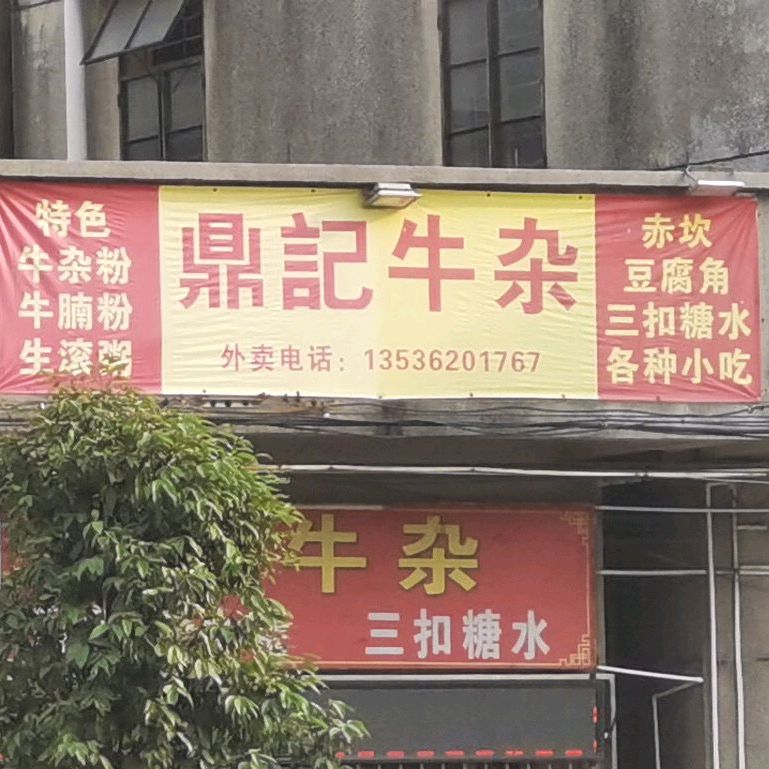 特色
牛杂粉
牛腩粉
生滚粥
鼎記牛杂
外卖电话：13536201767
赤坎
豆腐角
三扣糖水
各种小吃
牛杂
三扣糖水